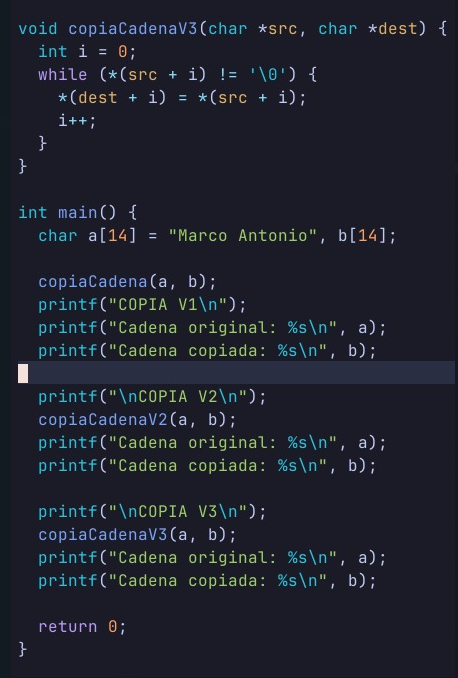 void copiaCadenaV3(char *src, char *dest) {
  int i = 0;
  while (*(src + i) != '\0') {
    *(dest + i) = *(src + i);
    i++;
  }
}

int main() {
  char a[14] = "Marco Antonio", b[14];

  copiaCadena(a, b);
  printf("COPIA V1\n");
  printf("Cadena original: %s\n", a);
  printf("Cadena copiada: %s\n", b);

  printf("\nCOPIA V2\n");
  copiaCadenaV2(a, b);
  printf("Cadena original: %s\n", a);
  printf("Cadena copiada: %s\n", b);

  printf("\nCOPIA V3\n");
  copiaCadenaV3(a, b);
  printf("Cadena original: %s\n", a);
  printf("Cadena copiada: %s\n", b);

  return 0;
}